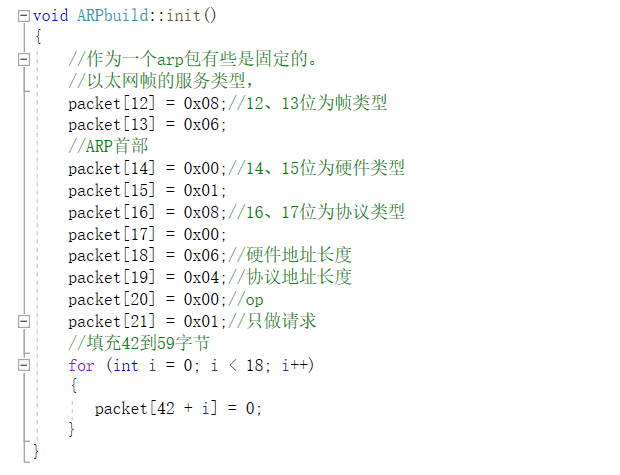 void ARPbuild::init()
{
//作为一个arp包有些是固定的。
//以太网帧的服务类型，
packet[12] = 0x08;//12、13位为帧类型
packet[13] = 0x06;
//ARP首部
packet[14] = 0x00;//14、15位为硬件类型
packet[15] = 0x01;
packet[16] = 0x08;//16、17位为协议类型
packet[17] = 0x00;
packet[18] = 0x06;//硬件地址长度
packet[19] = 0x04;//协议地址长度
packet[20] = 0x00;//op
packet[21] = 0x01;//只做请求
//填充42到59字节
for (int i = 0; i < 18; i++)
{
packet[42 + i] = 0;
}
}